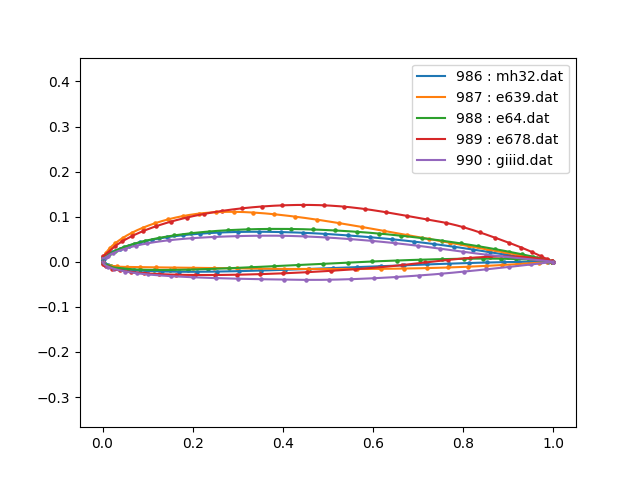 986 : mh32.dat
987 : e639.dat
988 : e64.dat
989 : e678.dat
990 : giiid.dat
0.4
0.3
0.2
0.1
0.0
−0.1
−0.2
−0.3
0.0 0.2 0.4 0.6 0.8 1.0